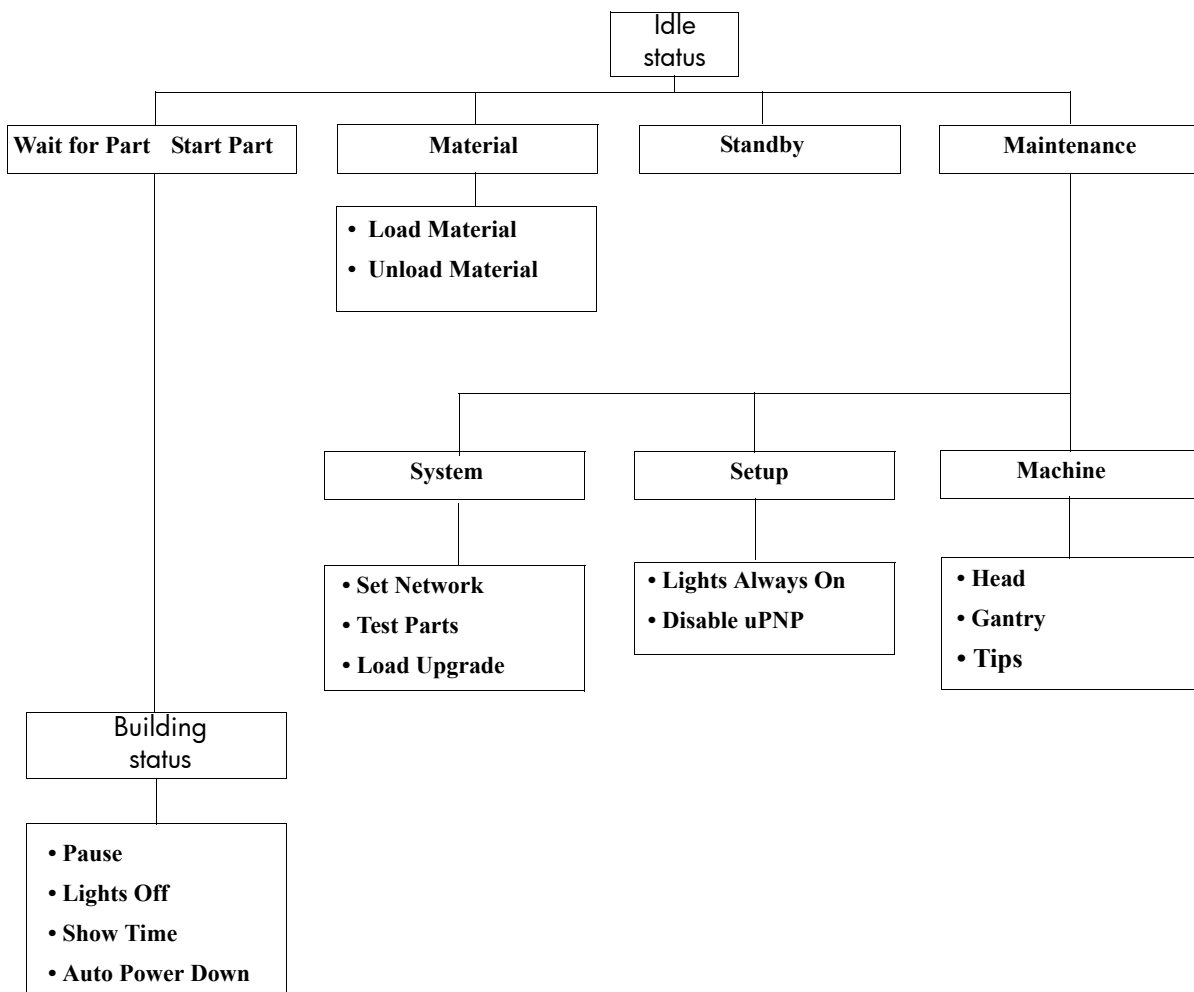 Idle
status
Wait for Part Start Part
Material
Standby
Maintenance
• Load Material
• Unload Material
System
Setup
Machine
• Set Network
• Test Parts
• Load Upgrade
• Lights Always On
• Disable uPNP
• Head
• Gantry
• Tips
Building
status
• Pause
• Lights Off
• Show Time
• Auto Power Down